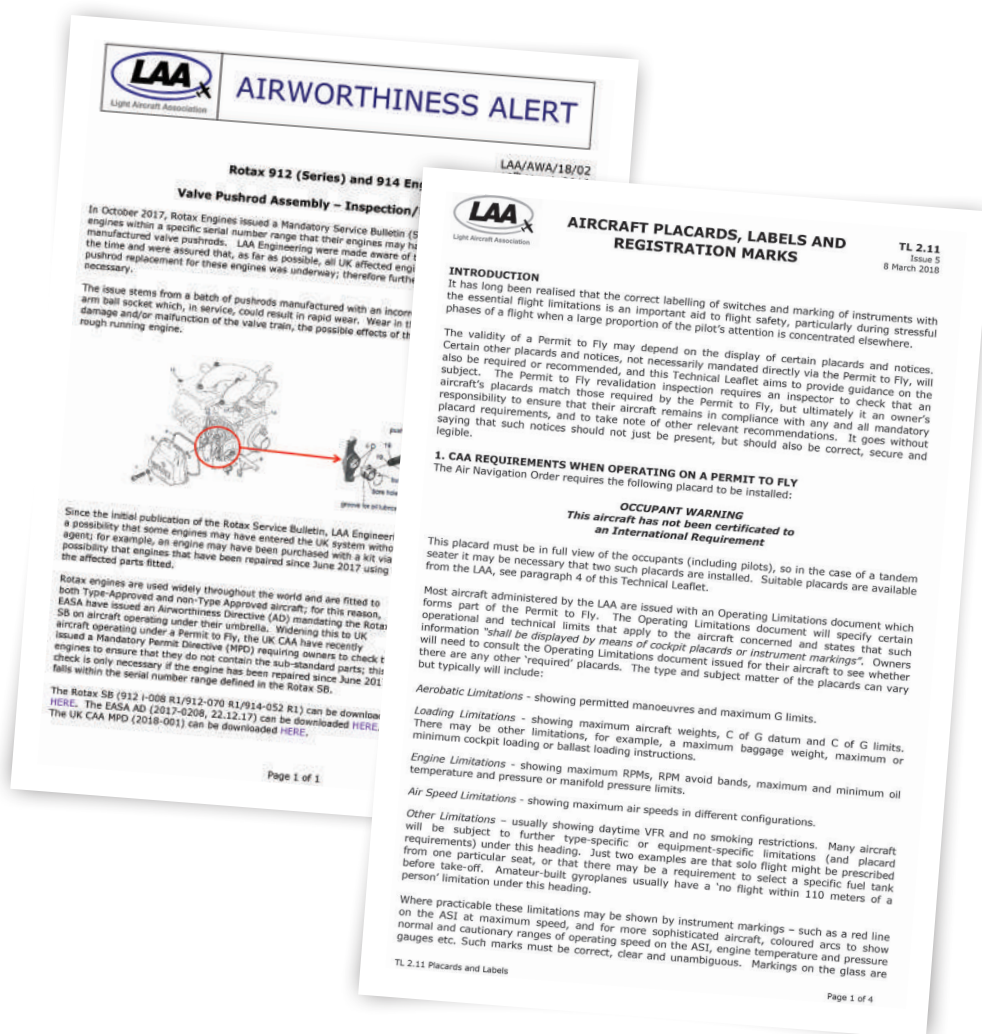 LAA
Light Aircraft Association
AIRWORTHINESS ALERT
LAA/AWA/18/02
Rotax 912 (Series) and 914 Eng
Valve Pushrod Assembly – Inspection/
In October 2017, Rotax Engines issued a Mandatory Service Bulletin (S
engines within a specific serial number range that their engines may ha
manufactured valve pushrods. LAA Engineering were made aware of t
the time and were assured that, as far as possible, all UK affected engi
pushrod replacement for these engines was underway; therefore furthe
necessary.
The issue stems from a batch of pushrods manufactured with an incorr
arm ball socket which, in service, could result in rapid wear. Wear in t
damage and/or malfunction of the valve train, the possible effects of th
rough running engine.
Since the initial publication of the Rotax Service Bulletin, LAA Engineeri
a possibility that some engines may have entered the UK system witho
agent; for example, an engine may have been purchased with a kit via
possibility that engines that have been repaired since June 2017 using
the affected parts fitted.
Rotax engines are used widely throughout the world and are fitted to
both Type-Approved and non-Type Approved aircraft; for this reason,
EASA have issued an Airworthiness Directive (AD) mandating the Rotax
SB on aircraft operating under their umbrella. Widening this to UK
aircraft operating under a Permit to Fly, the UK CAA have recently
issued a Mandatory Permit Directive (MPD) requiring owners to check t
engines to ensure that they do not contain the sub-standard parts; this
check is only necessary if the engine has been repaired since June 201
falls within the serial number range defined in the Rotax SB.
The Rotax SB (912 i-008 R1/912-070 R1/914-052 R1) can be downloa
HERE. The EASA AD (2017-0208, 22.12.17) can be downloaded HERE.
The UK CAA MPD (2018-001) can be downloaded HERE.
Page 1 of 1
LAA
Light Aircraft Association
AIRCRAFT PLACARDS, LABELS AND
REGISTRATION MARKS
TL 2.11
Issue 5
8 March 2018
INTRODUCTION
It has long been realised that the correct labelling of switches and marking of instruments with
the essential flight limitations is an important aid to flight safety, particularly during stressful
phases of a flight when a large proportion of the pilot's attention is concentrated elsewhere.
The validity of a Permit to Fly may depend on the display of certain placards and notices.
Certain other placards and notices, not necessarily mandated directly via the Permit to Fly, will
also be required or recommended, and this Technical Leaflet aims to provide guidance on the
subject. The Permit to Fly revalidation inspection requires an inspector to check that an
aircraft's placards match those required by the Permit to Fly, but ultimately it an owner's
responsibility to ensure that their aircraft remains in compliance with any and all mandatory
placard requirements, and to take note of other relevant recommendations. It goes without
saying that such notices should not just be present, but should also be correct, secure and
legible.
1. CAA REQUIREMENTS WHEN OPERATING ON A PERMIT TO FLY
The Air Navigation Order requires the following placard to be installed:
OCCUPANT WARNING
This aircraft has not been certificated to
an International Requirement
This placard must be in full view of the occupants (including pilots), so in the case of a tandem
seater it may be necessary that two such placards are installed. Suitable placards are available
from the LAA, see paragraph 4 of this Technical Leaflet.
Most aircraft administered by the LAA are issued with an Operating Limitations document which
forms part of the Permit to Fly. The Operating Limitations document will specify certain
operational and technical limits that apply to the aircraft concerned and states that such
information "shall be displayed by means of cockpit placards or instrument markings". Owners
will need to consult the Operating Limitations document issued for their aircraft to see whether
there are any other 'required' placards. The type and subject matter of the placards can vary
but typically will include:
Aerobatic Limitations - showing permitted manoeuvres and maximum G limits.
Loading Limitations - showing maximum aircraft weights, C of G datum and C of G limits.
There may be other limitations, for example, a maximum baggage weight, maximum or
minimum cockpit loading or ballast loading instructions.
Engine Limitations - showing maximum RPMs, RPM avoid bands, maximum and minimum oil
temperature and pressure or manifold pressure limits.
Air Speed Limitations - showing maximum air speeds in different configurations.
Other Limitations – usually showing daytime VFR and no smoking restrictions. Many aircraft
will be subject to further type-specific or equipment-specific limitations (and placard
requirements) under this heading. Just two examples are that solo flight might be prescribed
from one particular seat, or that there may be a requirement to select a specific fuel tank
before take-off. Amateur-built gyroplanes usually have a 'no flight within 110 meters of a
person' limitation under this heading.
Where practicable these limitations may be shown by instrument markings – such as a red line
on the ASI at maximum speed, and for more sophisticated aircraft, coloured arcs to show
normal and cautionary ranges of operating speed on the ASI, engine temperature and pressure
gauges etc. Such marks must be correct, clear and unambiguous. Markings on the glass are
TL 2.11 Placards and Labels
Page 1 of 4